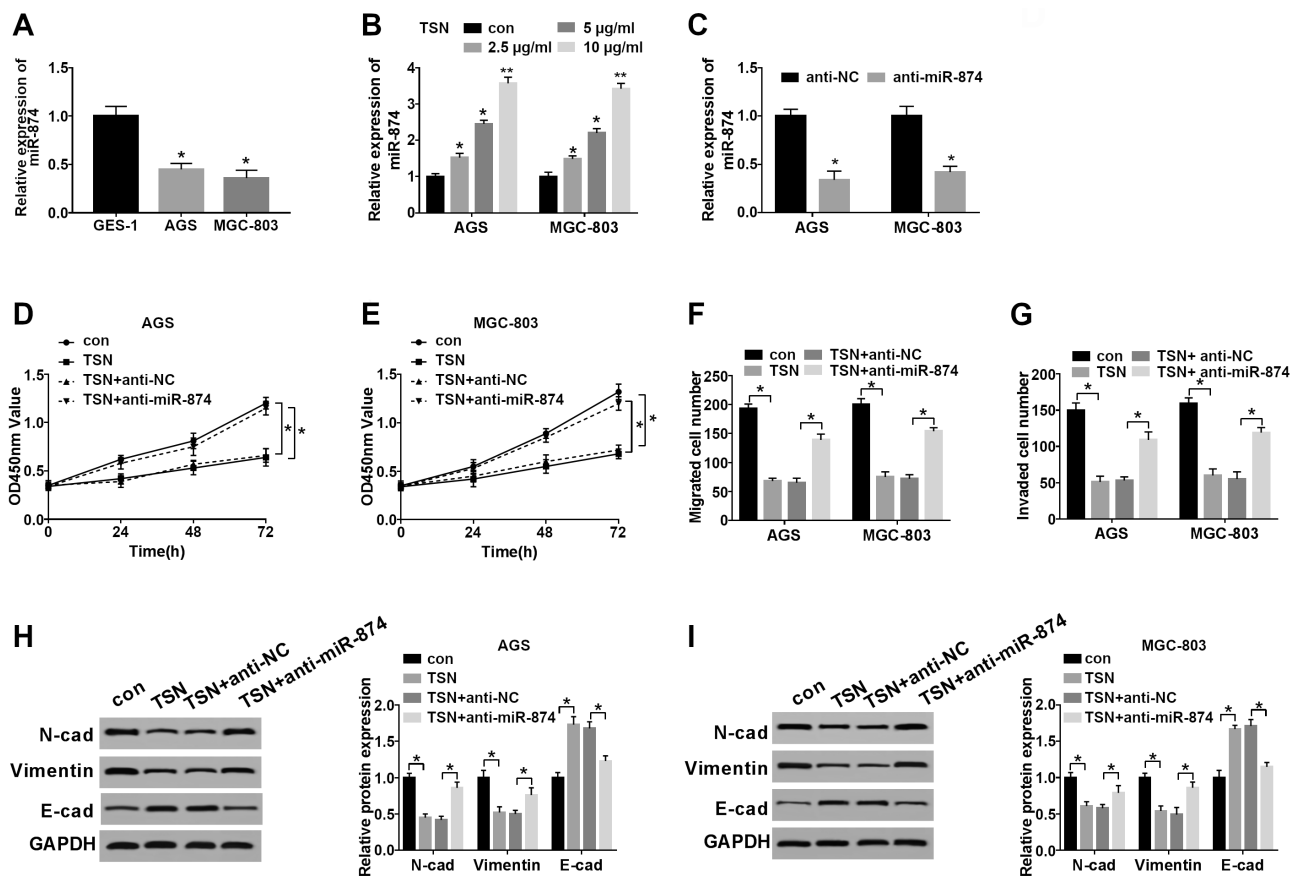 A
Relative expression of
miR-874
1.5
1.0
0.5
0.0
GES-1 AGS MGC-803
* *
B
TSN con 5 µg/ml
2.5 µg/ml 10 µg/ml
Relative expression of
miR-874
4
3
2
1
0
* * ** * * **
AGS MGC-803
C
anti-NC anti-miR-874
Relative expression of
miR-874
1.5
1.0
0.5
0.0
* *
AGS MGC-803
D
AGS
con
TSN
TSN+anti-NC
TSN+anti-miR-874
OD450nm Value
1.5
1.0
0.5
0.0
0 24 48 72
Time(h)
* *
E
MGC-803
con
TSN
TSN+anti-NC
TSN+anti-miR-874
OD450nm Value
1.5
1.0
0.5
0.0
0 24 48 72
Time(h)
* *
F
con TSN+anti-NC
TSN TSN+anti-miR-874
Migrated cell number
250
200
150
100
50
0
* * * *
AGS MGC-803
G
con TSN+ anti-NC
TSN TSN+ anti-miR-874
Invaded cell number
200
150
100
50
0
* * * *
AGS MGC-803
H
con TSN TSN+anti-NC TSN+anti-miR-874
N-cad
Vimentin
E-cad
GAPDH
AGS
con
TSN
TSN+anti-NC
TSN+anti-miR-874
Relative protein expression
2.0
1.5
1.0
0.5
0.0
* * * * * *
N-cad Vimentin E-cad
I
con TSN TSN+anti-NC TSN+anti-miR-874
N-cad
Vimentin
E-cad
GAPDH
MGC-803
con
TSN
TSN+anti-NC
TSN+anti-miR-874
Relative protein expression
2.0
1.5
1.0
0.5
0.0
* * * * * *
N-cad Vimentin E-cad